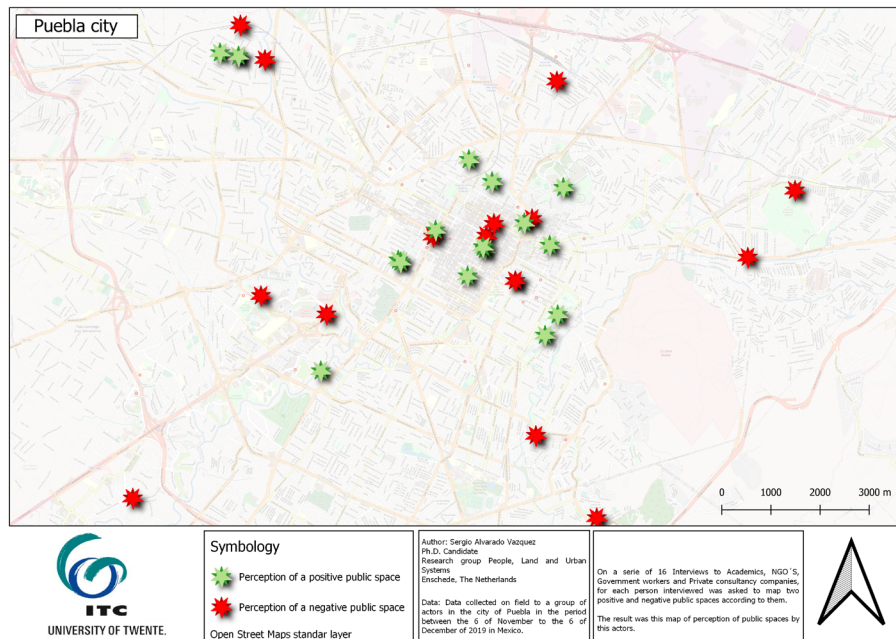 Puebla city
0 1000 2000 3000 m
ITC
UNIVERSITY OF TWENTE.
Symbology
Perception of a positive public space
Perception of a negative public space
Open Street Maps standar layer
Author: Sergio Alvarado Vazquez
Ph.D. Candidate
Research group People, Land and Urban
Systems
Enschede, The Netherlands
Data: Data collected on field to a group of
actors in the city of Puebla in the period
between the 6 of November to the 6 of
December of 2019 in Mexico.
On a serie of 16 Interviews to Academics, NGO´S,
Government workers and Private consultancy companies,
for each person interviewed was asked to map two
positive and negative public spaces according to them.
The result was this map of perception of public spaces by
this actors.